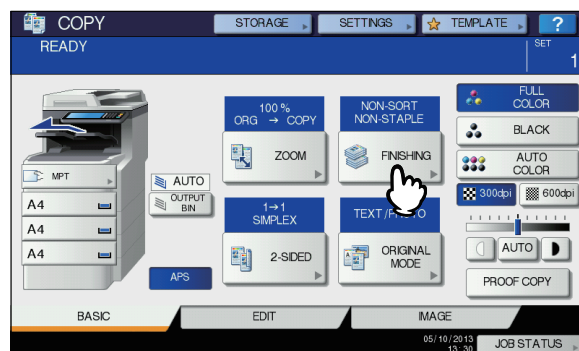 COPY
STORAGE
SETTINGS
TEMPLATE
?
READY
SET
1
100 %
ORG → COPY
ZOOM
NON-SORT
NON-STAPLE
FINISHING
FULL
COLOR
BLACK
AUTO
COLOR
300dpi
600dpi
MPT
A4
A4
A4
AUTO
OUTPUT
BIN
APS
1→1
SIMPLEX
2-SIDED
TEXT/PHOTO
ORIGINAL
MODE
AUTO
PROOF COPY
BASIC
EDIT
IMAGE
05/10/2013
13:30
JOB STATUS